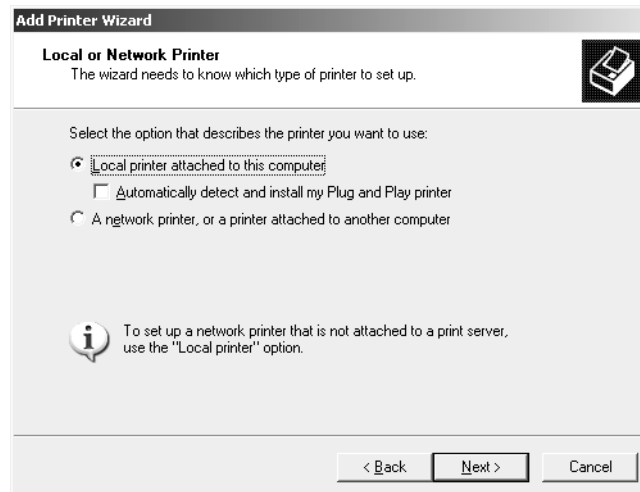 Add Printer Wizard
Local or Network Printer
The wizard needs to know which type of printer to set up.
Select the option that describes the printer you want to use:
Local printer attached to this computer
Automatically detect and install my Plug and Play printer
A network printer, or a printer attached to another computer
To set up a network printer that is not attached to a print server,
use the "Local printer" option.
< Back Next > Cancel